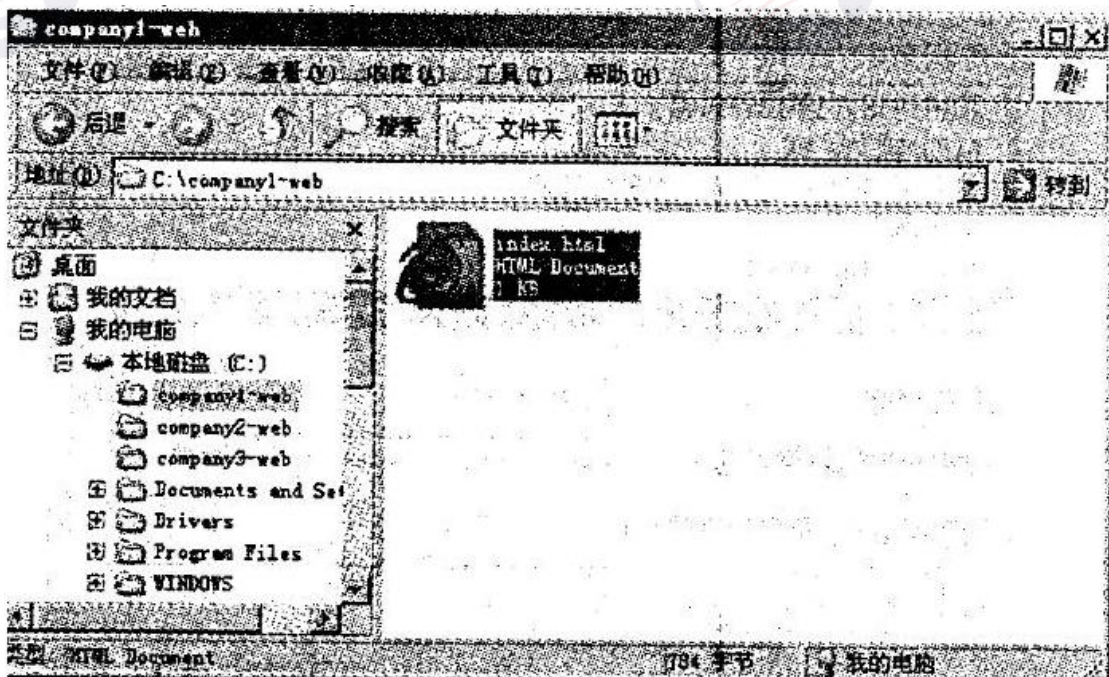 company1-web
文件(F) 编辑(E) 查看(V) 收藏(A) 工具(T) 帮助(H)
后退 搜索 文件夹
地址(D) C:\company1-web 转到
文件夹
桌面
我的文档
我的电脑
本地磁盘 (C:)
company1-web
company2-web
company3-web
Documents and Set
Drivers
Program Files
WINDOWS
index.html
HTML Document
1 KB
类型: HTML Document 784 字节 我的电脑